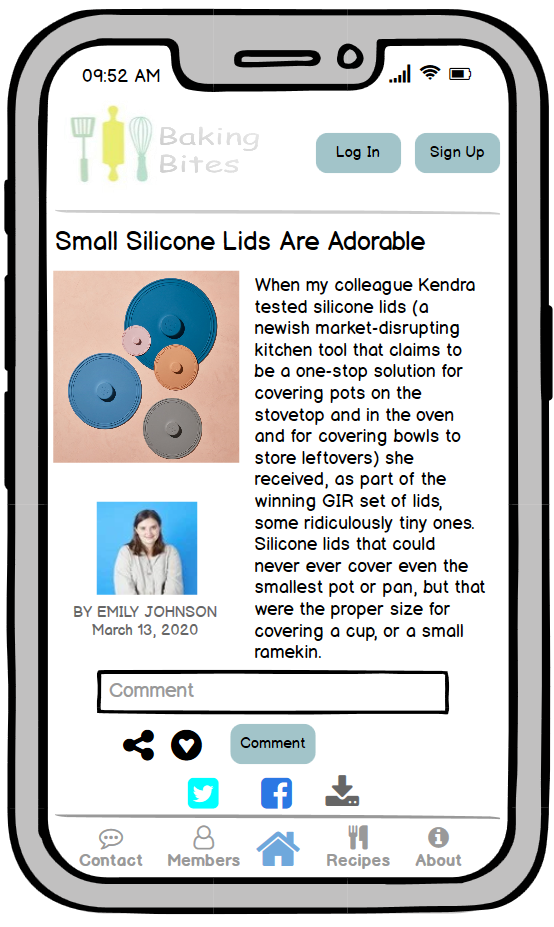 09:52 AM
Baking
Bites
Log In
Sign Up
Small Silicone Lids Are Adorable
When my colleague Kendra
tested silicone lids (a
newish market-disrupting
kitchen tool that claims to
be a one-stop solution for
covering pots on the
stovetop and in the oven
and for covering bowls to
store leftovers) she
received, as part of the
winning GIR set of lids,
some ridiculously tiny ones.
Silicone lids that could
never ever cover even the
smallest pot or pan, but that
were the proper size for
covering a cup, or a small
ramekin.
BY EMILY JOHNSON
March 13, 2020
Comment
Comment
Contact
Members
Recipes
About